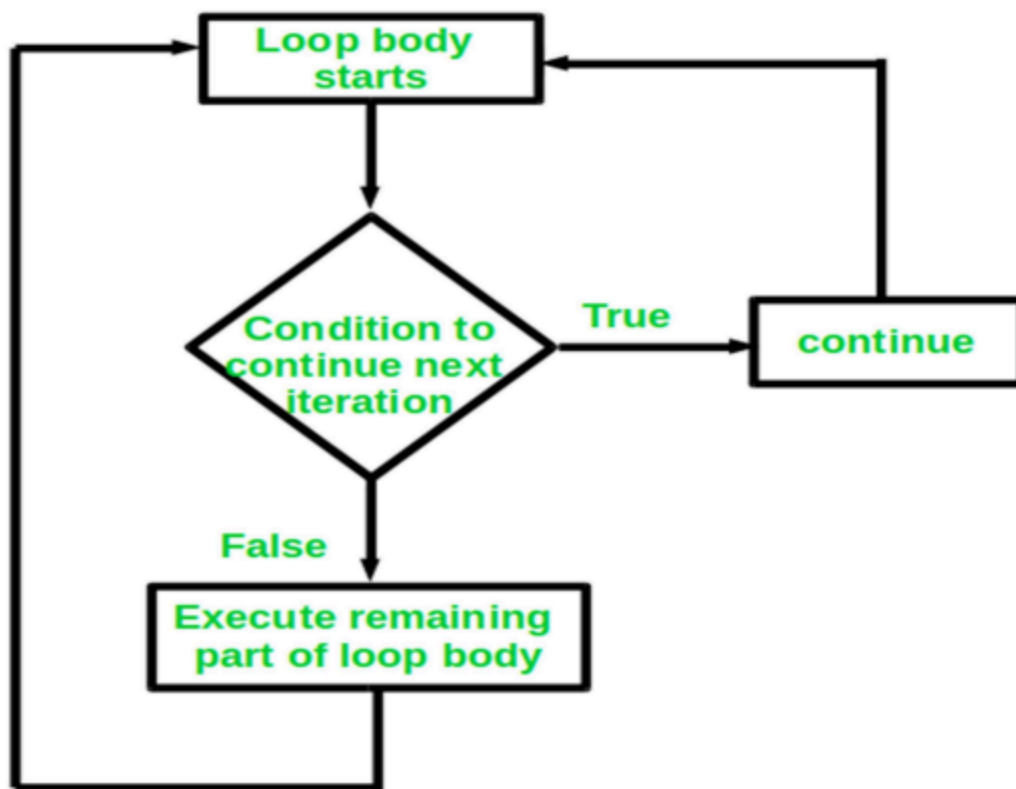 Loop body
starts
Condition to
continue next
iteration
True
continue
False
Execute remaining
part of loop body